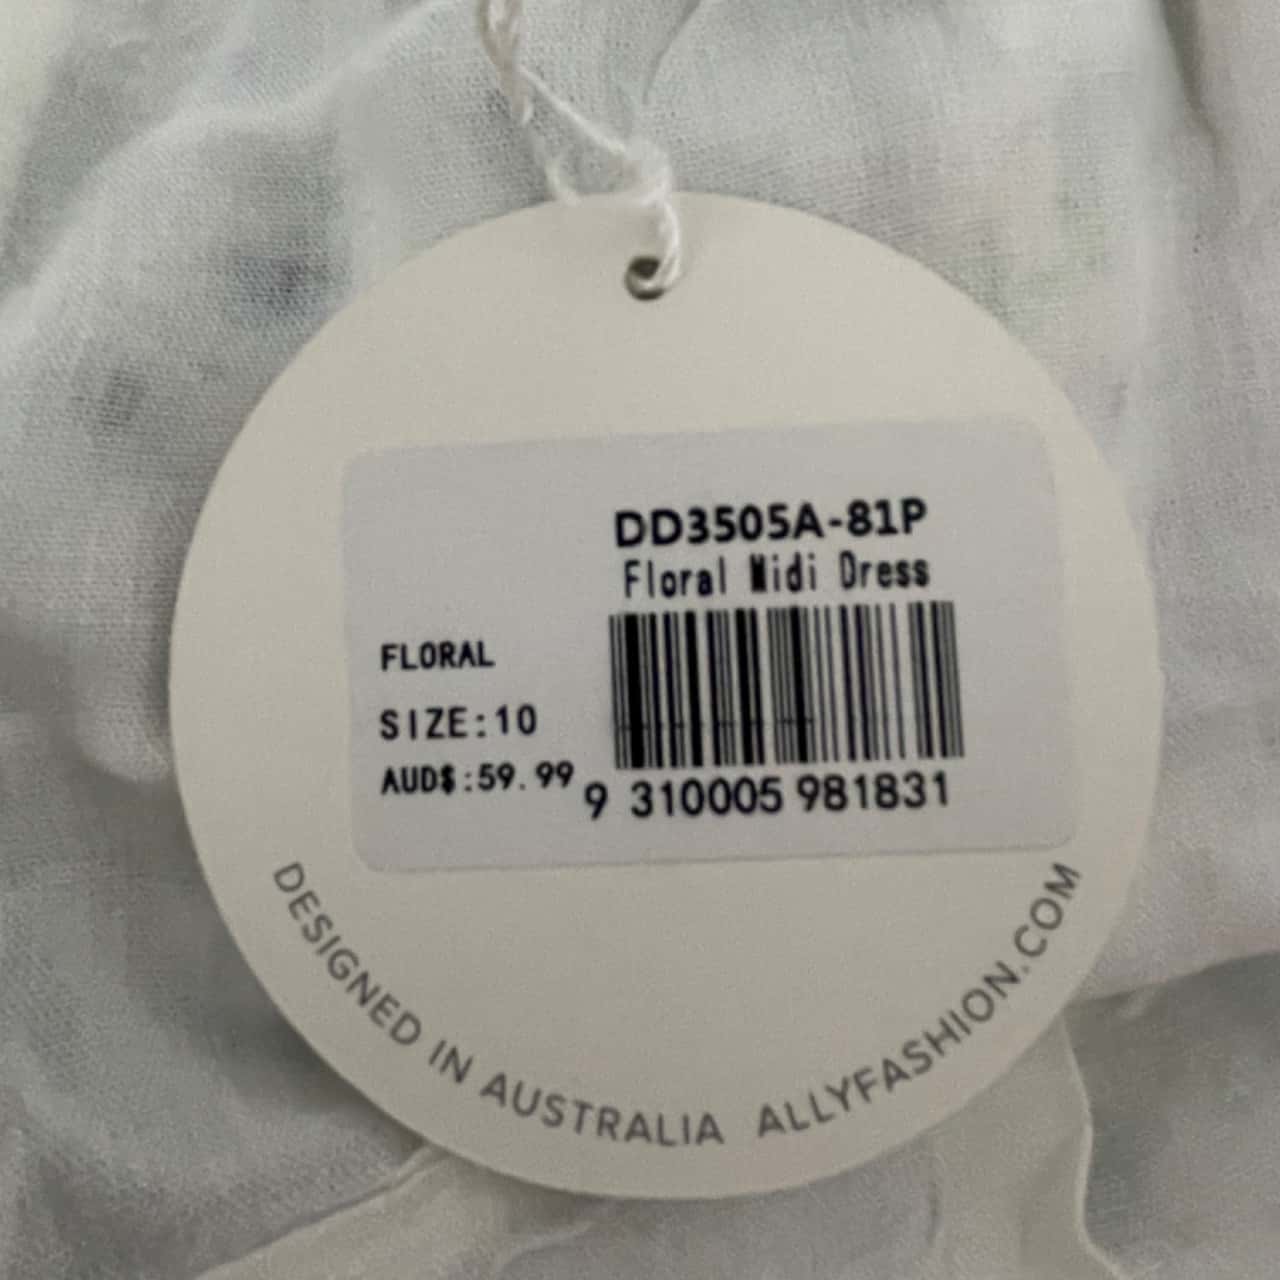 DD3505A-81P
Floral Midi Dress
FLORAL
SIZE:10
AUD$:59.99
9 310005 981831
DESIGNED IN AUSTRALIA ALLYFASHION.COM